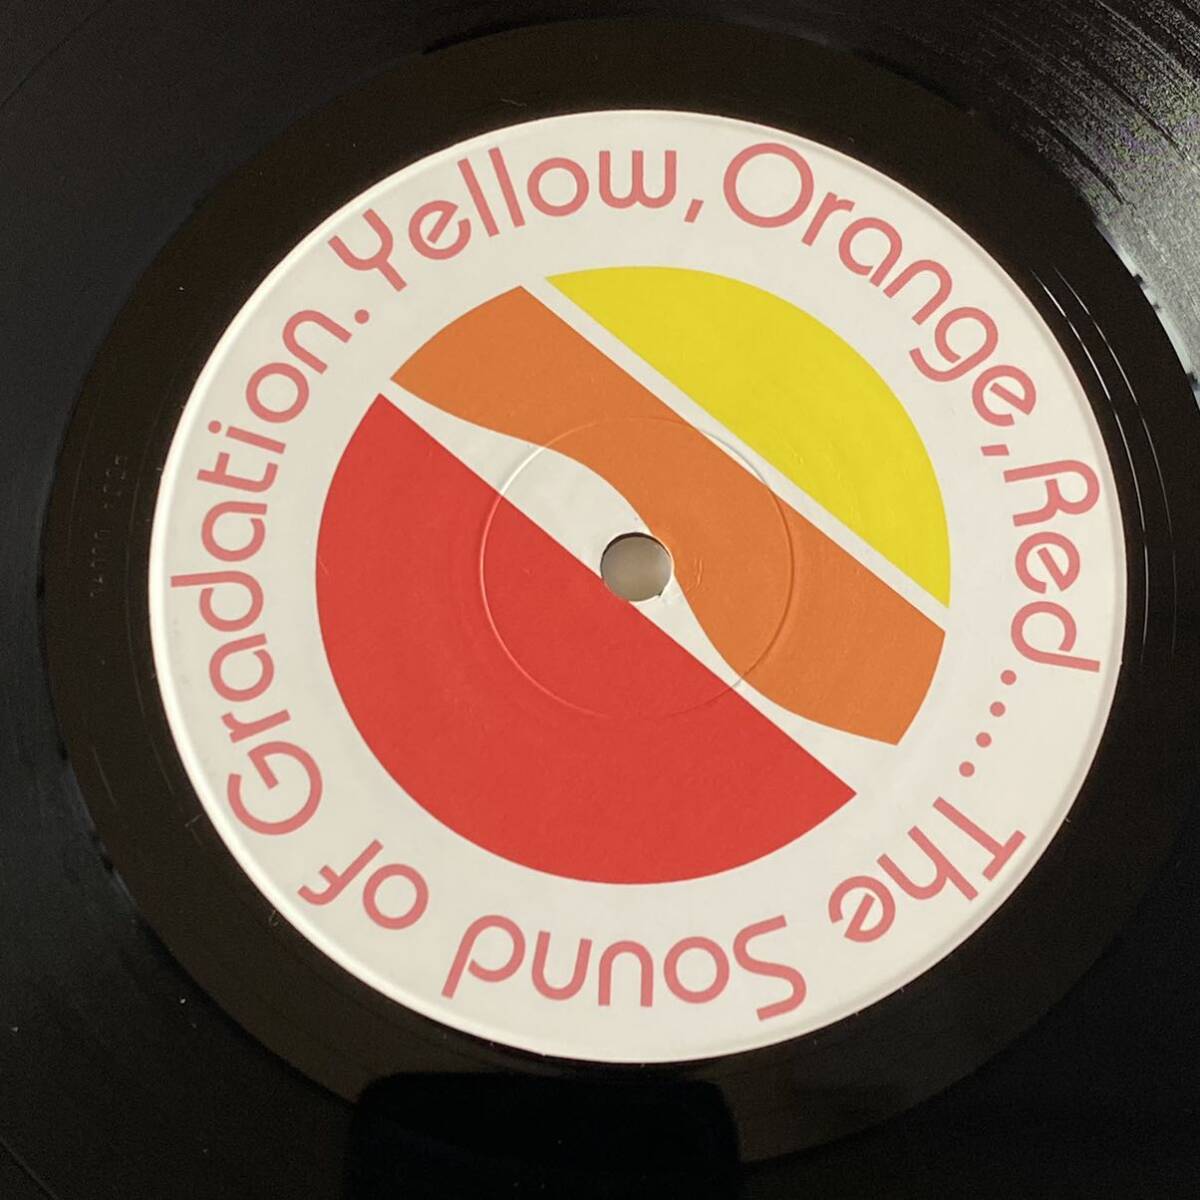 The Sound of Gradation. Yellow, Orange, Red.....